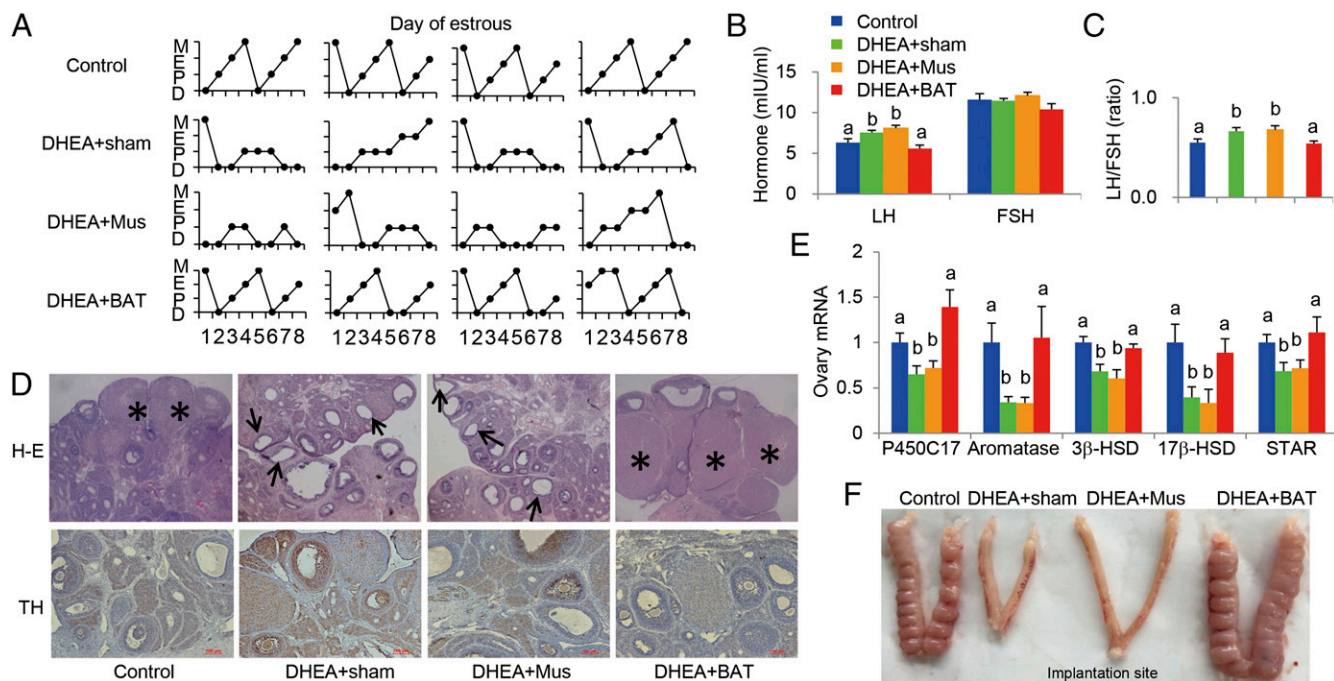 A
Day of estrous
Control
M
E
P
D
DHEA+sham
M
E
P
D
DHEA+Mus
M
E
P
D
DHEA+BAT
M
E
P
D
12345678 12345678 12345678 12345678
B
Control
DHEA+sham
DHEA+Mus
DHEA+BAT
Hormone (mIU/ml)
15
10
5
0
a b b a
LH FSH
C
LH/FSH (ratio)
1.0
0.0
a b b a
D
H-E
* * * * *
TH
Control DHEA+sham DHEA+Mus DHEA+BAT
E
Ovary mRNA
2
1.5
1
0.5
0
a b b a a b b a a b b a a b b a a b b a
P450C17 Aromatase 3β-HSD 17β-HSD STAR
F
Control DHEA+sham DHEA+Mus DHEA+BAT
Implantation site